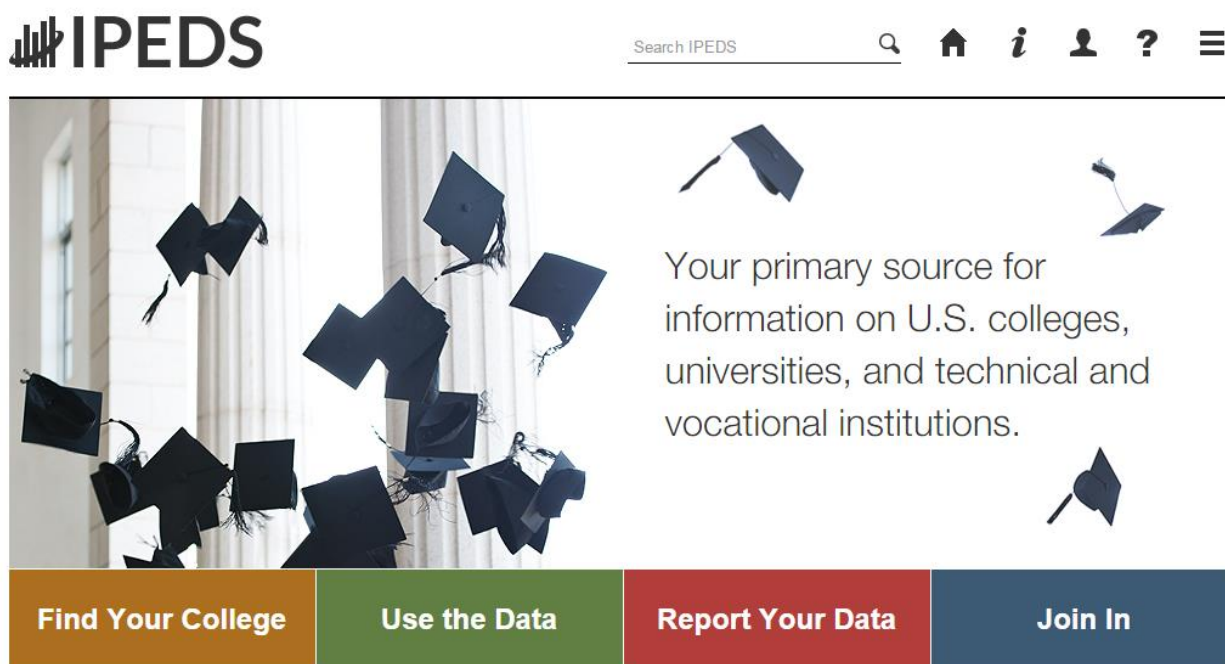 IPEDS
Search IPEDS
Your primary source for
information on U.S. colleges,
universities, and technical and
vocational institutions.
Find Your College
Use the Data
Report Your Data
Join In